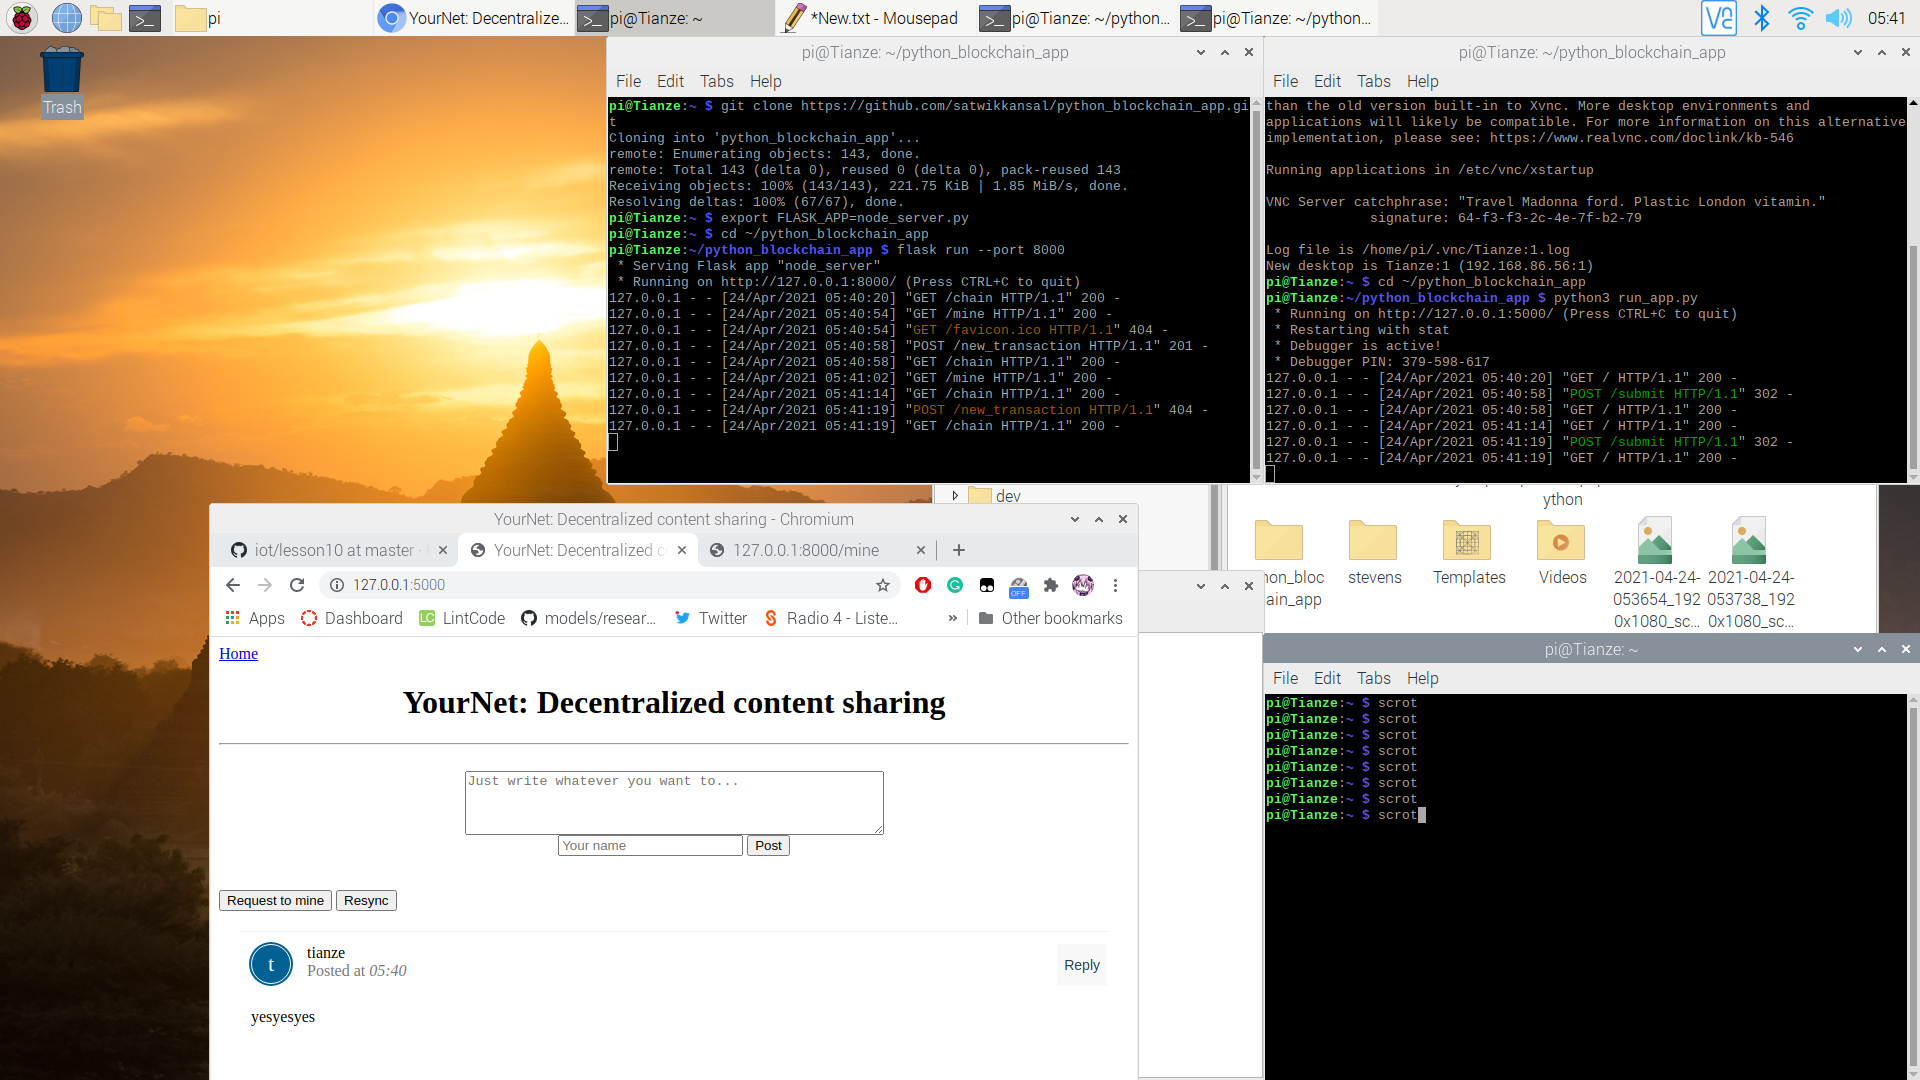 pi
YourNet: Decentralize...
pi@Tianze: ~
*New.txt - Mousepad
pi@Tianze: ~/python...
pi@Tianze: ~/python...
05:41
Trash
pi@Tianze: ~/python_blockchain_app
File Edit Tabs Help
pi@Tianze:~ $ git clone https://github.com/satwikkansal/python_blockchain_app.gi
t
Cloning into 'python_blockchain_app'...
remote: Enumerating objects: 143, done.
remote: Total 143 (delta 0), reused 0 (delta 0), pack-reused 143
Receiving objects: 100% (143/143), 221.75 KiB | 1.85 MiB/s, done.
Resolving deltas: 100% (67/67), done.
pi@Tianze:~ $ export FLASK_APP=node_server.py
pi@Tianze:~ $ cd ~/python_blockchain_app
pi@Tianze:~/python_blockchain_app $ flask run --port 8000
* Serving Flask app "node_server"
* Running on http://127.0.0.1:8000/ (Press CTRL+C to quit)
127.0.0.1 - - [24/Apr/2021 05:40:20] "GET /chain HTTP/1.1" 200 -
127.0.0.1 - - [24/Apr/2021 05:40:54] "GET /mine HTTP/1.1" 200 -
127.0.0.1 - - [24/Apr/2021 05:40:54] "GET /favicon.ico HTTP/1.1" 404 -
127.0.0.1 - - [24/Apr/2021 05:40:58] "POST /new_transaction HTTP/1.1" 201 -
127.0.0.1 - - [24/Apr/2021 05:40:58] "GET /chain HTTP/1.1" 200 -
127.0.0.1 - - [24/Apr/2021 05:41:02] "GET /mine HTTP/1.1" 200 -
127.0.0.1 - - [24/Apr/2021 05:41:14] "GET /chain HTTP/1.1" 200 -
127.0.0.1 - - [24/Apr/2021 05:41:19] "POST /new_transaction HTTP/1.1" 404 -
127.0.0.1 - - [24/Apr/2021 05:41:19] "GET /chain HTTP/1.1" 200 -
pi@Tianze: ~/python_blockchain_app
File Edit Tabs Help
than the old version built-in to Xvnc. More desktop environments and
applications will likely be compatible. For more information on this alternative
implementation, please see: https://www.realvnc.com/doclink/kb-546
Running applications in /etc/vnc/xstartup
VNC Server catchphrase: "Travel Madonna ford. Plastic London vitamin."
signature: 64-f3-f3-2c-4e-7f-b2-79
Log file is /home/pi/.vnc/Tianze:1.log
New desktop is Tianze:1 (192.168.86.56:1)
pi@Tianze:~ $ cd ~/python_blockchain_app
pi@Tianze:~/python_blockchain_app $ python3 run_app.py
* Running on http://127.0.0.1:5000/ (Press CTRL+C to quit)
* Restarting with stat
* Debugger is active!
* Debugger PIN: 379-598-617
127.0.0.1 - - [24/Apr/2021 05:40:20] "GET / HTTP/1.1" 200 -
127.0.0.1 - - [24/Apr/2021 05:40:58] "POST /submit HTTP/1.1" 302 -
127.0.0.1 - - [24/Apr/2021 05:40:58] "GET / HTTP/1.1" 200 -
127.0.0.1 - - [24/Apr/2021 05:41:14] "GET / HTTP/1.1" 200 -
127.0.0.1 - - [24/Apr/2021 05:41:19] "POST /submit HTTP/1.1" 302 -
127.0.0.1 - - [24/Apr/2021 05:41:19] "GET / HTTP/1.1" 200 -
dev
ython
hon_bloc
ain_app
stevens
Templates
Videos
2021-04-24-
053654_192
0x1080_sc...
2021-04-24-
053738_192
0x1080_sc...
YourNet: Decentralized content sharing - Chromium
iot/lesson10 at master
YourNet: Decentralized c
127.0.0.1:8000/mine
127.0.0.1:5000
OFF
Apps
Dashboard
LC LintCode
models/resear...
Twitter
Radio 4 - Liste...
»
Other bookmarks
Home
YourNet: Decentralized content sharing
Just write whatever you want to...
Your name Post
Request to mine Resync
t
tianze
Posted at 05:40
Reply
yesyesyes
pi@Tianze: ~
File Edit Tabs Help
pi@Tianze:~ $ scrot
pi@Tianze:~ $ scrot
pi@Tianze:~ $ scrot
pi@Tianze:~ $ scrot
pi@Tianze:~ $ scrot
pi@Tianze:~ $ scrot
pi@Tianze:~ $ scrot
pi@Tianze:~ $ scrot